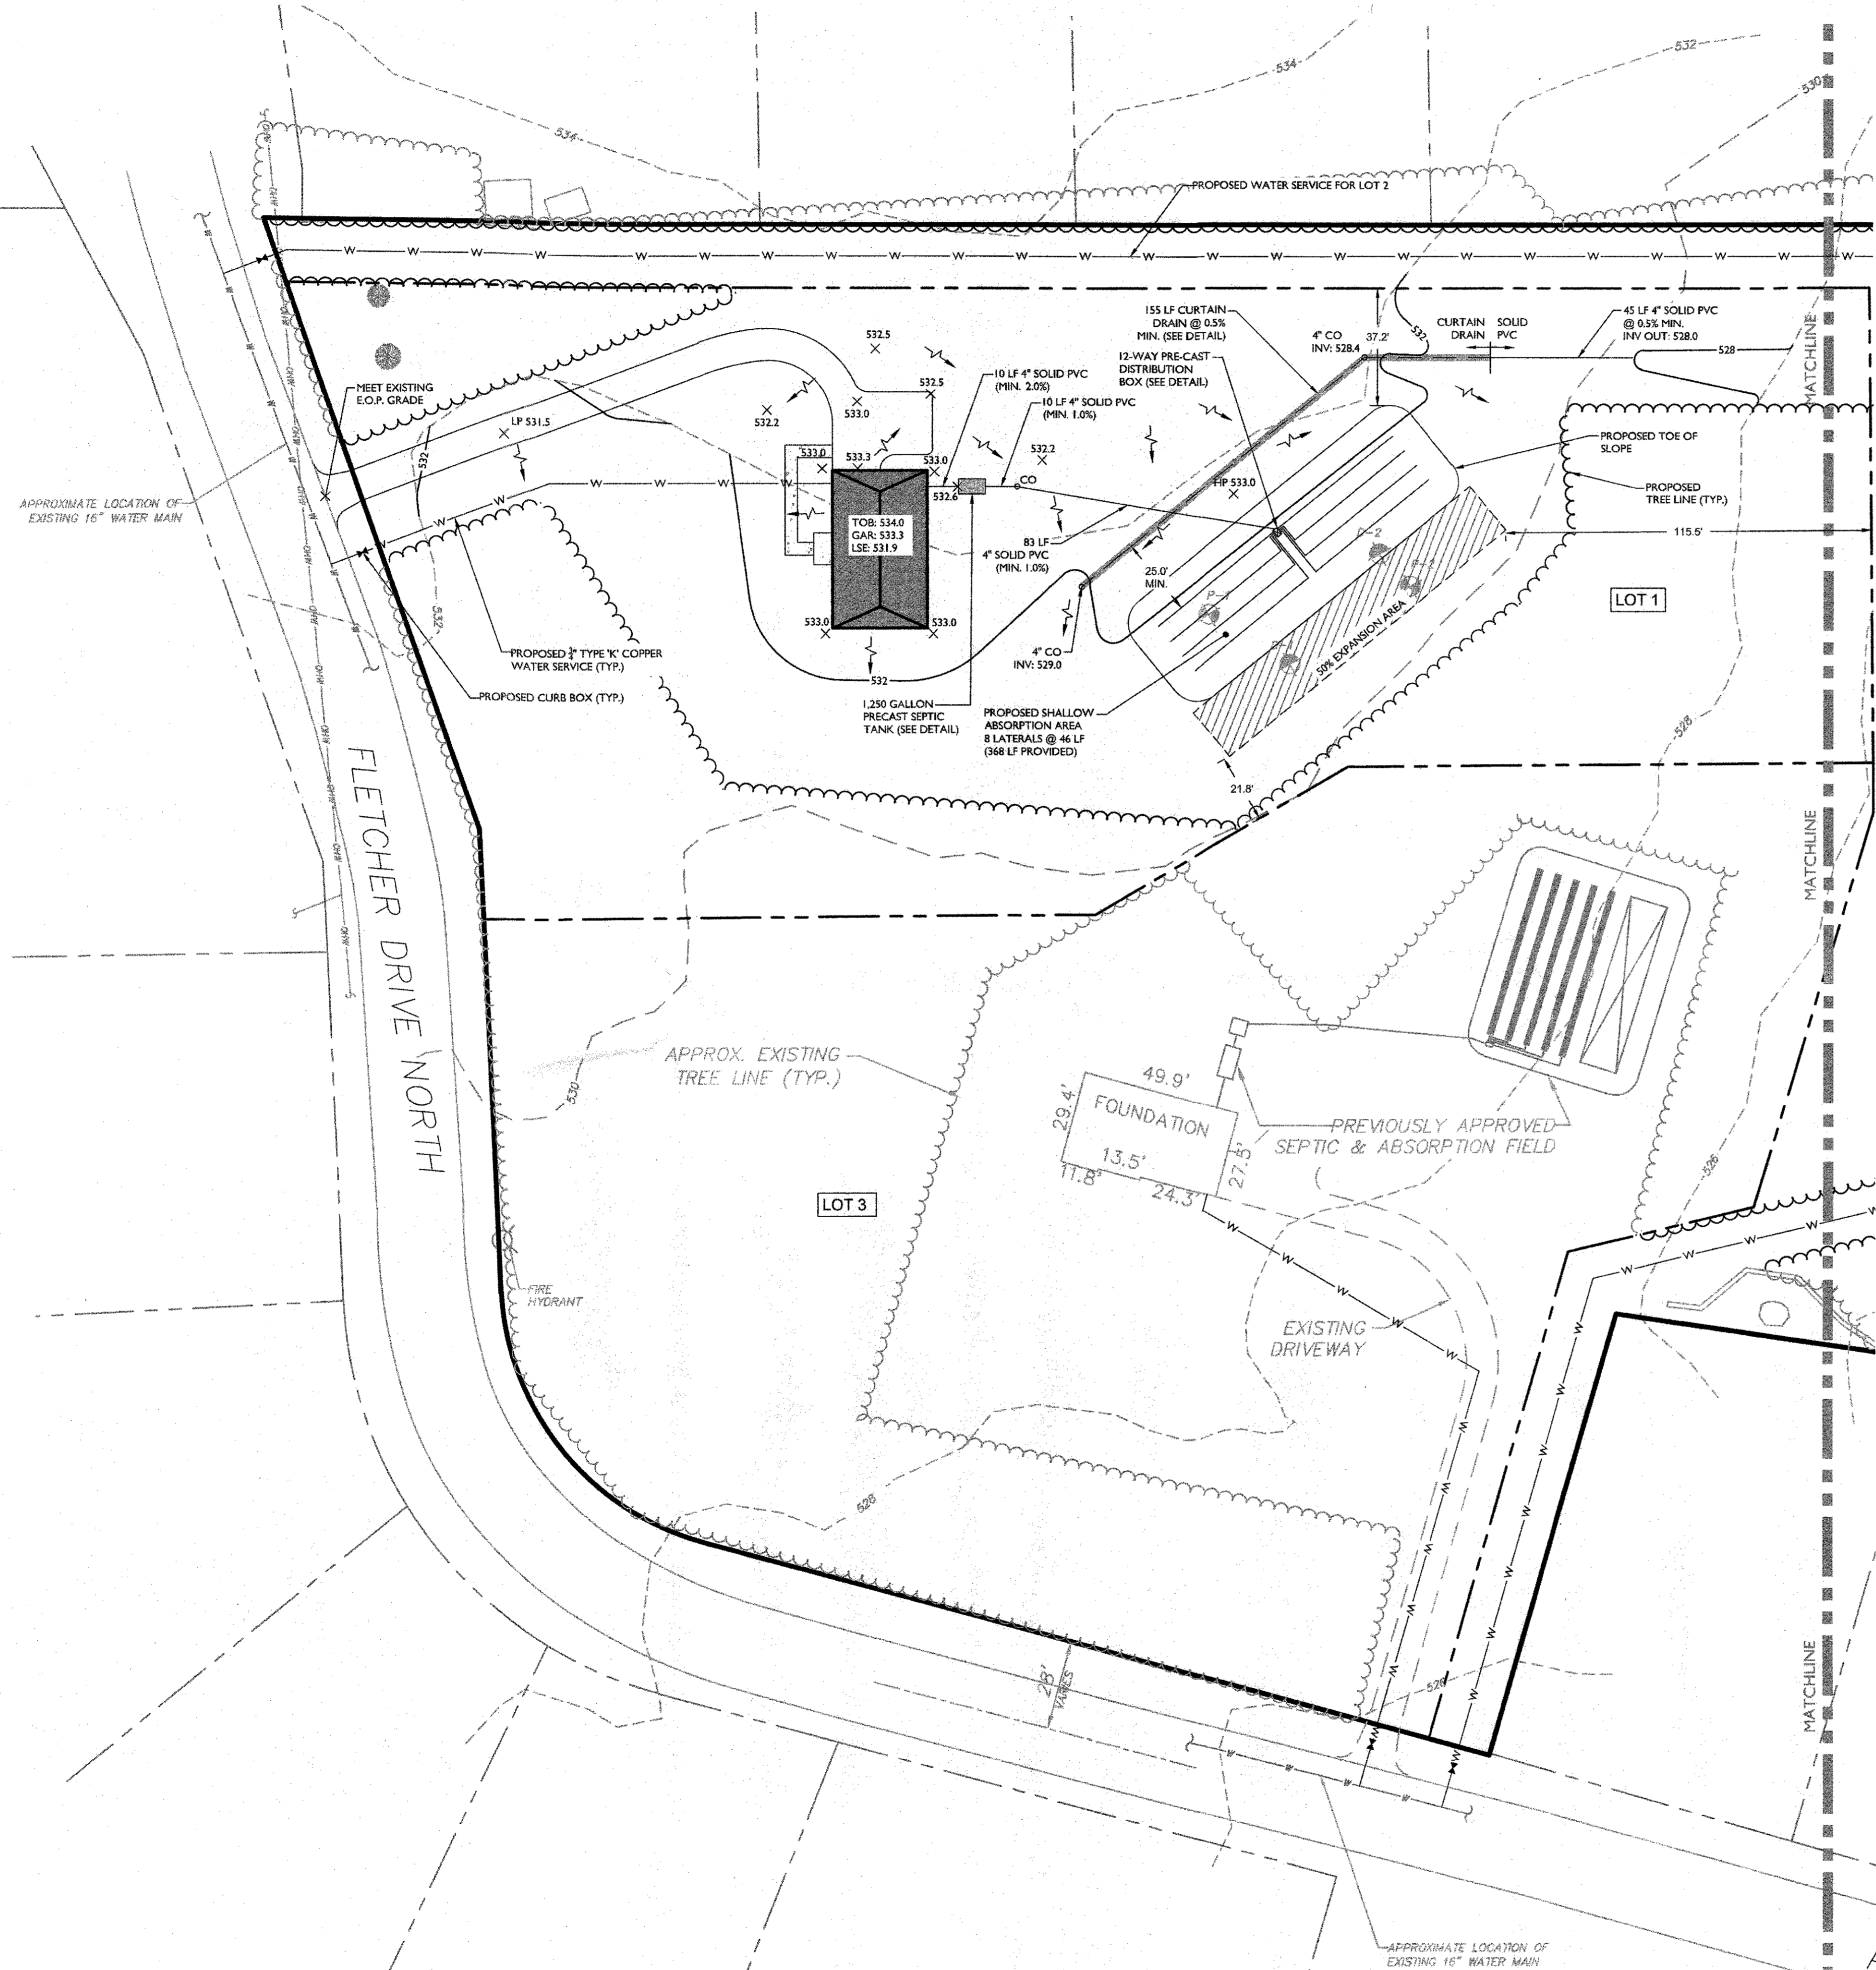 532
534
530
534
OHW
PROPOSED WATER SERVICE FOR LOT 2
W W W W W W W W W W W W W W W W W W W W W W W W
155 LF CURTAIN
DRAIN @ 0.5%
MIN. (SEE DETAIL)
4" CO
INV: 528.4
37.2'
532
CURTAIN
DRAIN
SOLID
PVC
45 LF 4" SOLID PVC
@ 0.5% MIN.
INV OUT: 528.0
528
MATCHLINE
12-WAY PRE-CAST
DISTRIBUTION
BOX (SEE DETAIL)
532.5
532.5
533.0
532.2
10 LF 4" SOLID PVC
(MIN. 2.0%)
10 LF 4" SOLID PVC
(MIN. 1.0%)
532.2
MEET EXISTING
E.O.P. GRADE
LP 531.5
532
533.0
533.3
533.0
532.6
CO
HP 533.0
PROPOSED TOE OF
SLOPE
PROPOSED
TREE LINE (TYP.)
115.5'
APPROXIMATE LOCATION OF
EXISTING 16" WATER MAIN
TOB: 534.0
GAR: 533.3
LSE: 531.9
83 LF
4" SOLID PVC
(MIN. 1.0%)
25.0'
MIN.
P-1
P-2
50% EXPANSION AREA
LOT 1
532
533.0
533.0
4" CO
INV: 529.0
PROPOSED ¾" TYPE 'K' COPPER
WATER SERVICE (TYP.)
PROPOSED CURB BOX (TYP.)
532
1,250 GALLON
PRECAST SEPTIC
TANK (SEE DETAIL)
PROPOSED SHALLOW
ABSORPTION AREA
8 LATERALS @ 46 LF
(368 LF PROVIDED)
528
21.8'
FLETCHER DRIVE NORTH
MATCHLINE
530
APPROX. EXISTING
TREE LINE (TYP.)
49.9'
29.4'
FOUNDATION
13.5'
11.8'
24.3'
27.5'
PREVIOUSLY APPROVED
SEPTIC & ABSORPTION FIELD
526
LOT 3
FIRE
HYDRANT
EXISTING
DRIVEWAY
528
28'
VARIES
MATCHLINE
APPROXIMATE LOCATION OF
EXISTING 16" WATER MAIN